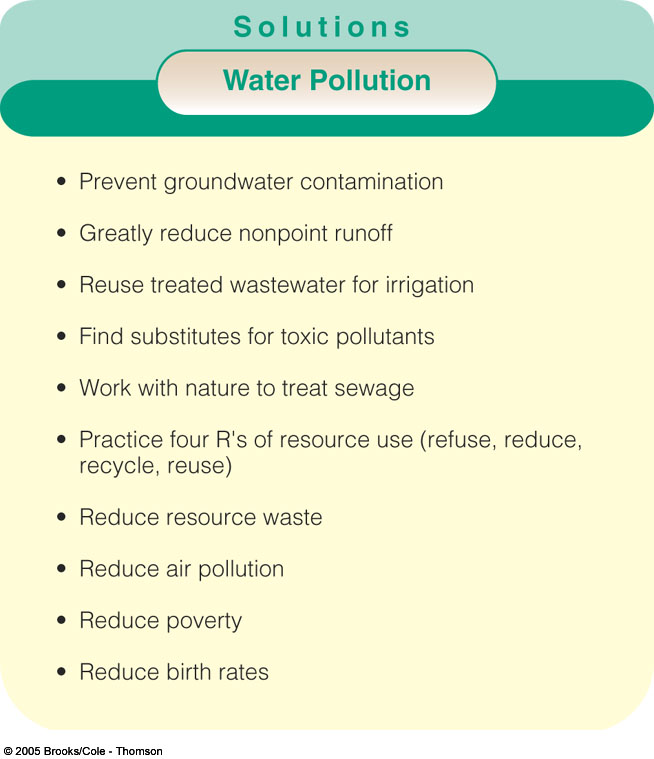 Solutions
Water Pollution
• Prevent groundwater contamination
• Greatly reduce nonpoint runoff
• Reuse treated wastewater for irrigation
• Find substitutes for toxic pollutants
• Work with nature to treat sewage
• Practice four R's of resource use (refuse, reduce,
recycle, reuse)
• Reduce resource waste
• Reduce air pollution
• Reduce poverty
• Reduce birth rates
© 2005 Brooks/Cole - Thomson